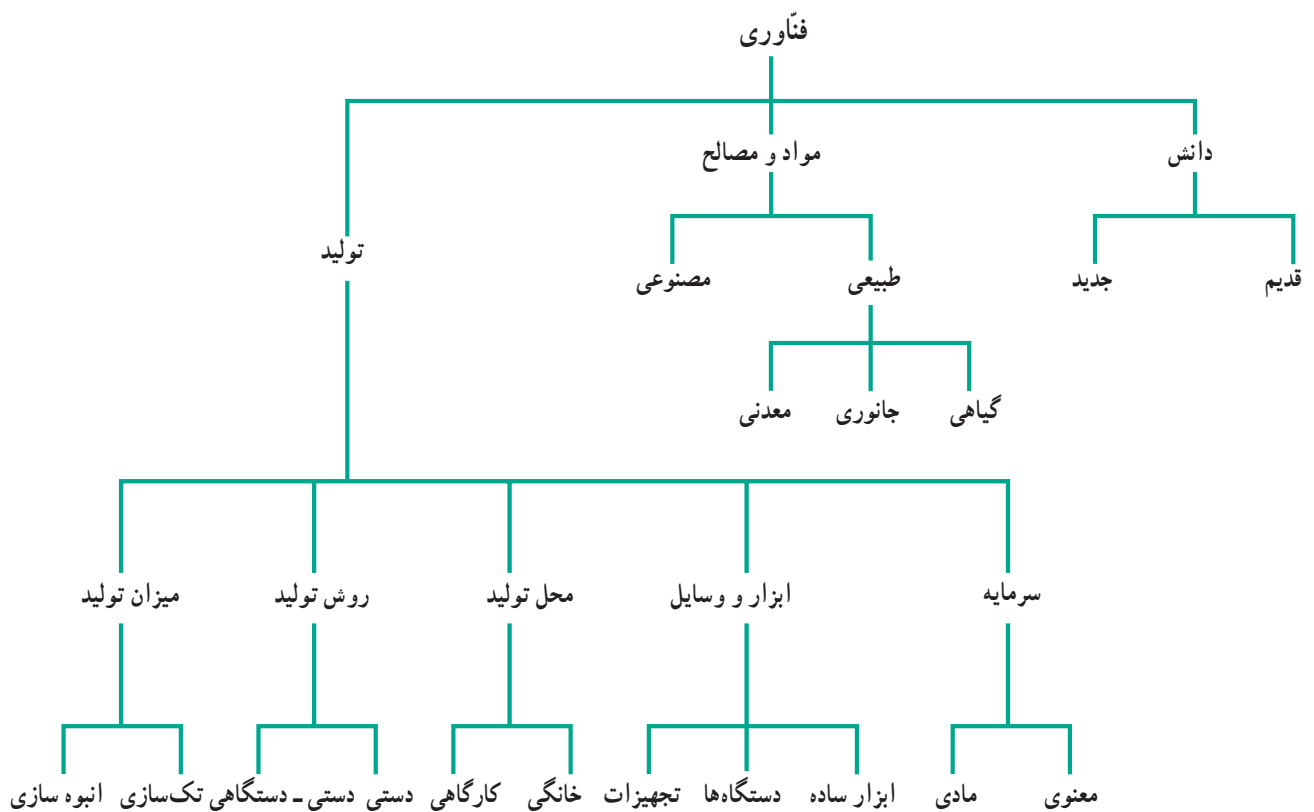 فنّاوری
دانش
مواد و مصالح
تولید
قدیم
جدید
طبیعی
مصنوعی
گیاهی
جانوری
معدنی
سرمایه
ابزار و وسایل
محل تولید
روش تولید
میزان تولید
معنوی
مادی
ابزار ساده
دستگاه‌ها
تجهیزات
خانگی
کارگاهی
دستی
دستی ـ دستگاهی
تک‌سازی
انبوه سازی